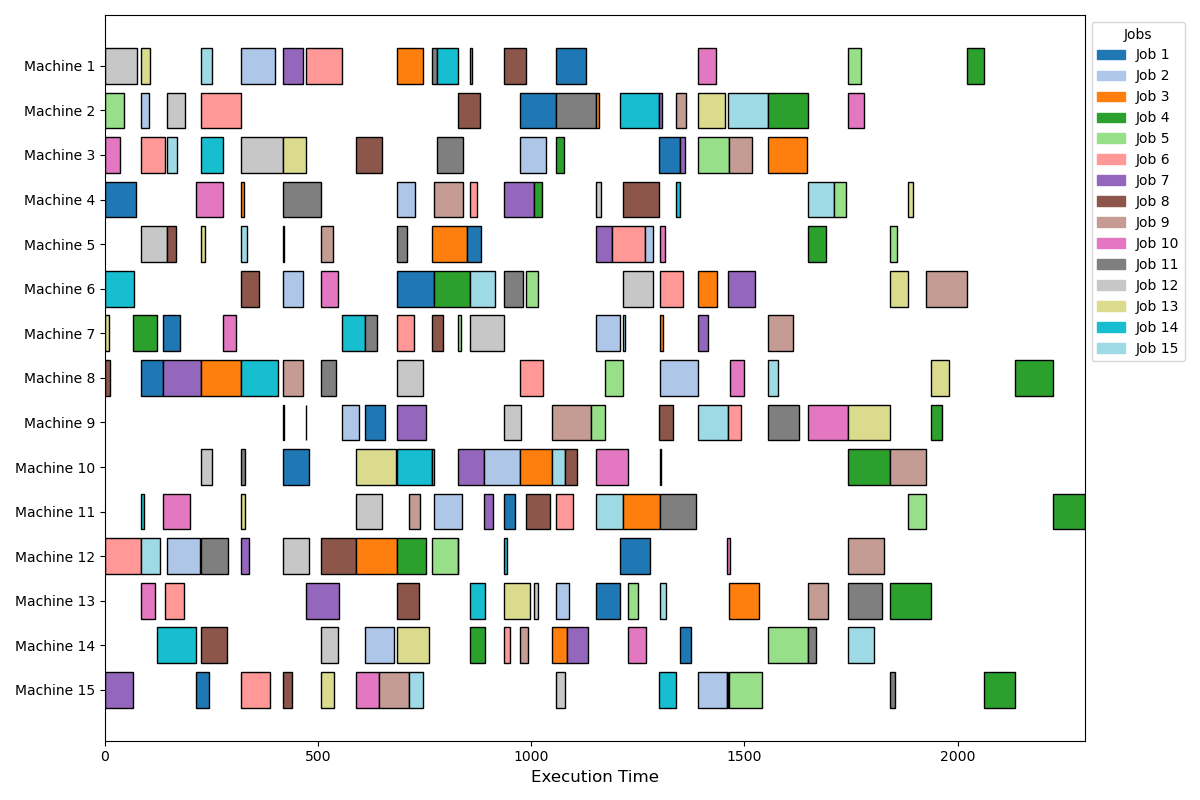 Machine 1
Machine 2
Machine 3
Machine 4
Machine 5
Machine 6
Machine 7
Machine 8
Machine 9
Machine 10
Machine 11
Machine 12
Machine 13
Machine 14
Machine 15
0 500 1000 1500 2000
Execution Time
Jobs
Job 1
Job 2
Job 3
Job 4
Job 5
Job 6
Job 7
Job 8
Job 9
Job 10
Job 11
Job 12
Job 13
Job 14
Job 15